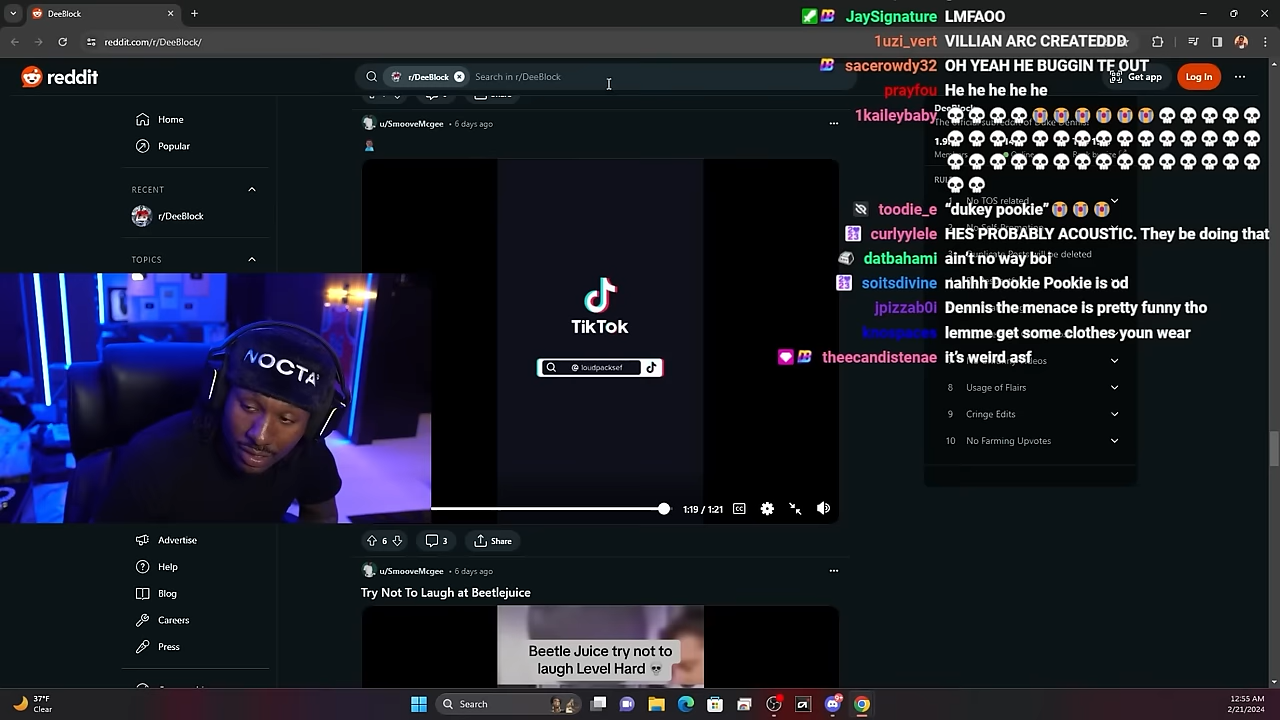 DeeBlock
reddit.com/r/DeeBlock/
reddit
r/DeeBlock
Search in r/DeeBlock
Get app
Log In
Home
Popular
RECENT
r/DeeBlock
TOPICS
Advertise
Help
Blog
Careers
Press
Share
u/SmooveMcgee • 6 days ago
TikTok
@ loudpacksef
1:19 / 1:21
6
3
Share
u/SmooveMcgee • 6 days ago
Try Not To Laugh at Beetlejuice
Beetle Juice try not to
laugh Level Hard 💀
JaySignature LMFAOO
1uzi_vert VILLIAN ARC CREATEDDD
sacerowdy32 OH YEAH HE BUGGIN TF OUT
prayfou He he he he he
1kaileybaby 💀💀💀💀😭😭😭😭😭😭💀💀💀💀💀
💀💀💀💀💀💀💀💀💀💀💀💀💀💀💀
💀💀💀💀💀💀💀💀💀💀💀💀💀💀💀
💀💀
toodie_e “dukey pookie”😭😭😭
curlyylele HES PROBABLY ACOUSTIC. They be doing that
datbahami ain't no way boi
soitsdivine nahhh Dookie Pookie is od
jpizzab0i Dennis the menace is pretty funny tho
lemme get some clothes youn wear
theecandistenae it's weird asf
DeeBlock
1 No TOS related
8 Usage of Flairs
9 Cringe Edits
10 No Farming Upvotes
NOCTA
37°F
Clear
Search
12:55 AM
2/21/2024